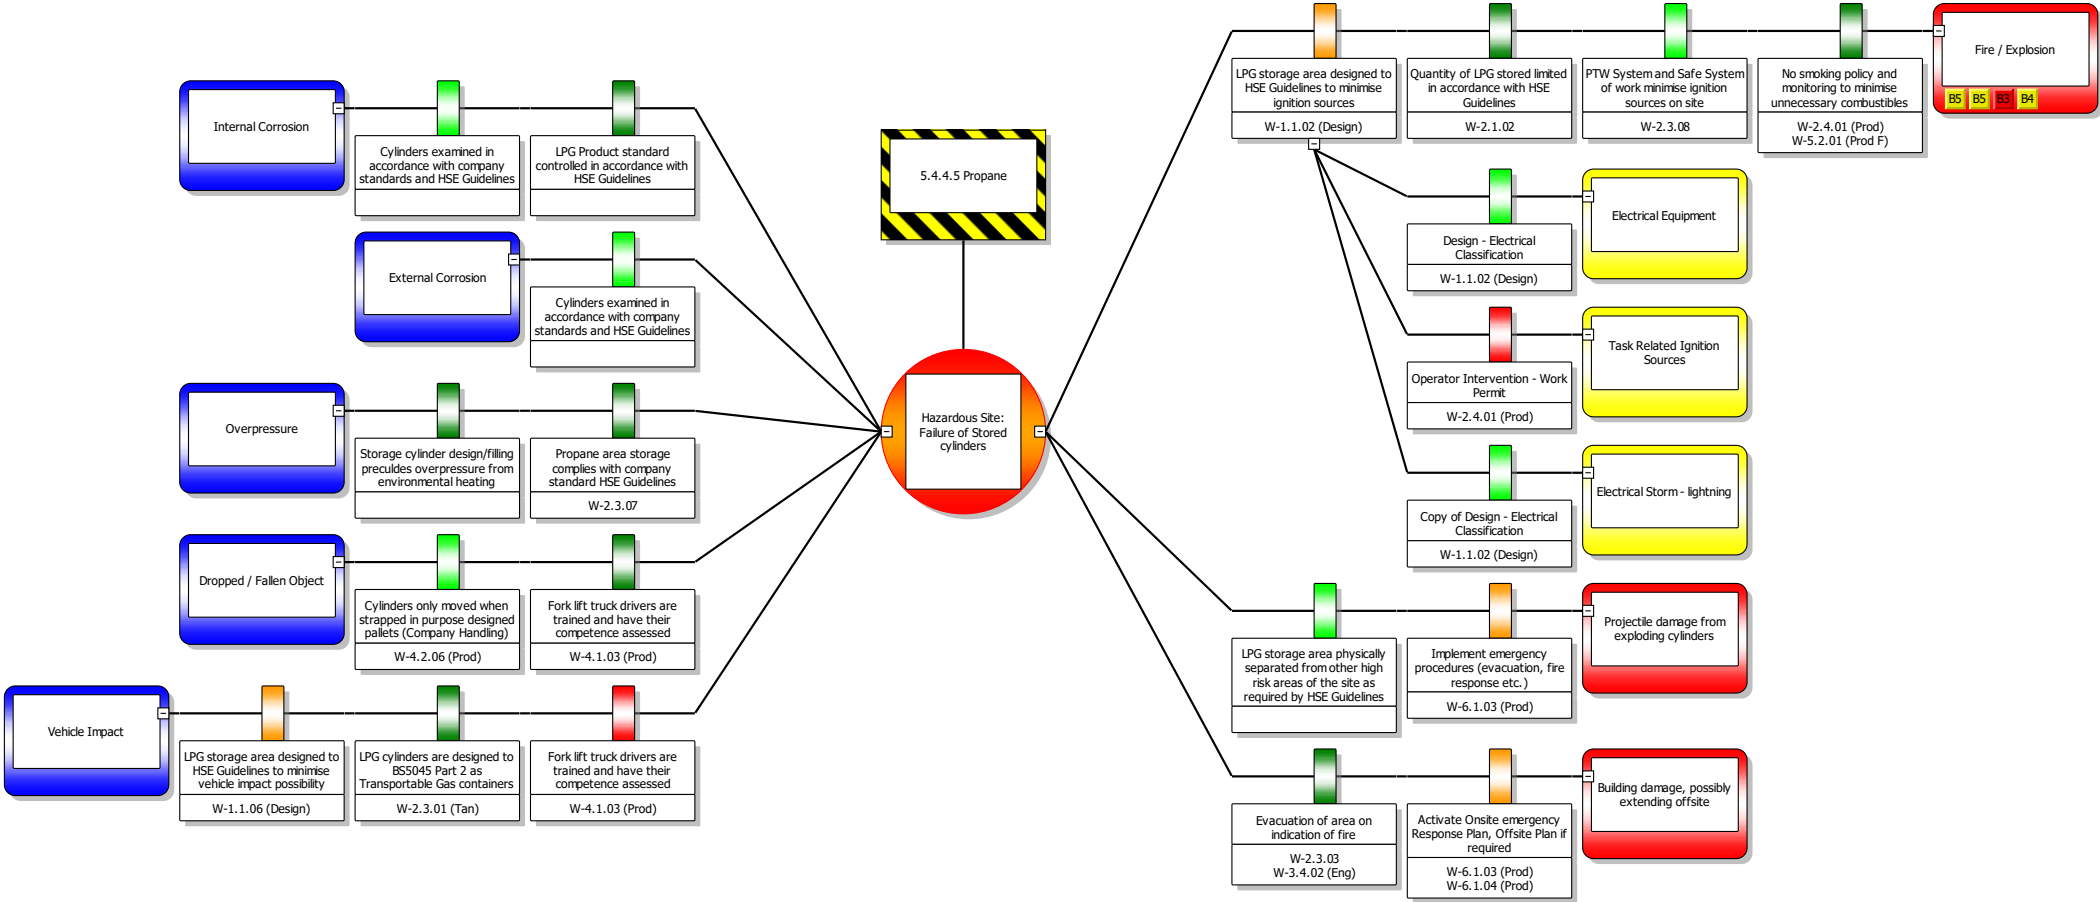 Internal Corrosion
Cylinders examined in
accordance with company
standards and HSE Guidelines
LPG Product standard
controlled in accordance with
HSE Guidelines
External Corrosion
Cylinders examined in
accordance with company
standards and HSE Guidelines
Overpressure
Storage cylinder design/filling
preculdes overpressure from
environmental heating
Propane area storage
complies with company
standard HSE Guidelines
W-2.3.07
Dropped / Fallen Object
Cylinders only moved when
strapped in purpose designed
pallets (Company Handling)
W-4.2.06 (Prod)
Fork lift truck drivers are
trained and have their
competence assessed
W-4.1.03 (Prod)
Vehicle Impact
LPG storage area designed to
HSE Guidelines to minimise
vehicle impact possibility
W-1.1.06 (Design)
LPG cylinders are designed to
BS5045 Part 2 as
Transportable Gas containers
W-2.3.01 (Tan)
Fork lift truck drivers are
trained and have their
competence assessed
W-4.1.03 (Prod)
5.4.4.5 Propane
Hazardous Site:
Failure of Stored
cylinders
LPG storage area designed to
HSE Guidelines to minimise
ignition sources
W-1.1.02 (Design)
Quantity of LPG stored limited
in accordance with HSE
Guidelines
W-2.1.02
PTW System and Safe System
of work minimise ignition
sources on site
W-2.3.08
No smoking policy and
monitoring to minimise
unnecessary combustibles
W-2.4.01 (Prod)
W-5.2.01 (Prod F)
Fire / Explosion
B5 B5 B3 B4
Design - Electrical
Classification
W-1.1.02 (Design)
Electrical Equipment
Operator Intervention - Work
Permit
W-2.4.01 (Prod)
Task Related Ignition
Sources
Copy of Design - Electrical
Classification
W-1.1.02 (Design)
Electrical Storm - lightning
LPG storage area physically
separated from other high
risk areas of the site as
required by HSE Guidelines
Implement emergency
procedures (evacuation, fire
response etc.)
W-6.1.03 (Prod)
Projectile damage from
exploding cylinders
Evacuation of area on
indication of fire
W-2.3.03
W-3.4.02 (Eng)
Activate Onsite emergency
Response Plan, Offsite Plan if
required
W-6.1.03 (Prod)
W-6.1.04 (Prod)
Building damage, possibly
extending offsite